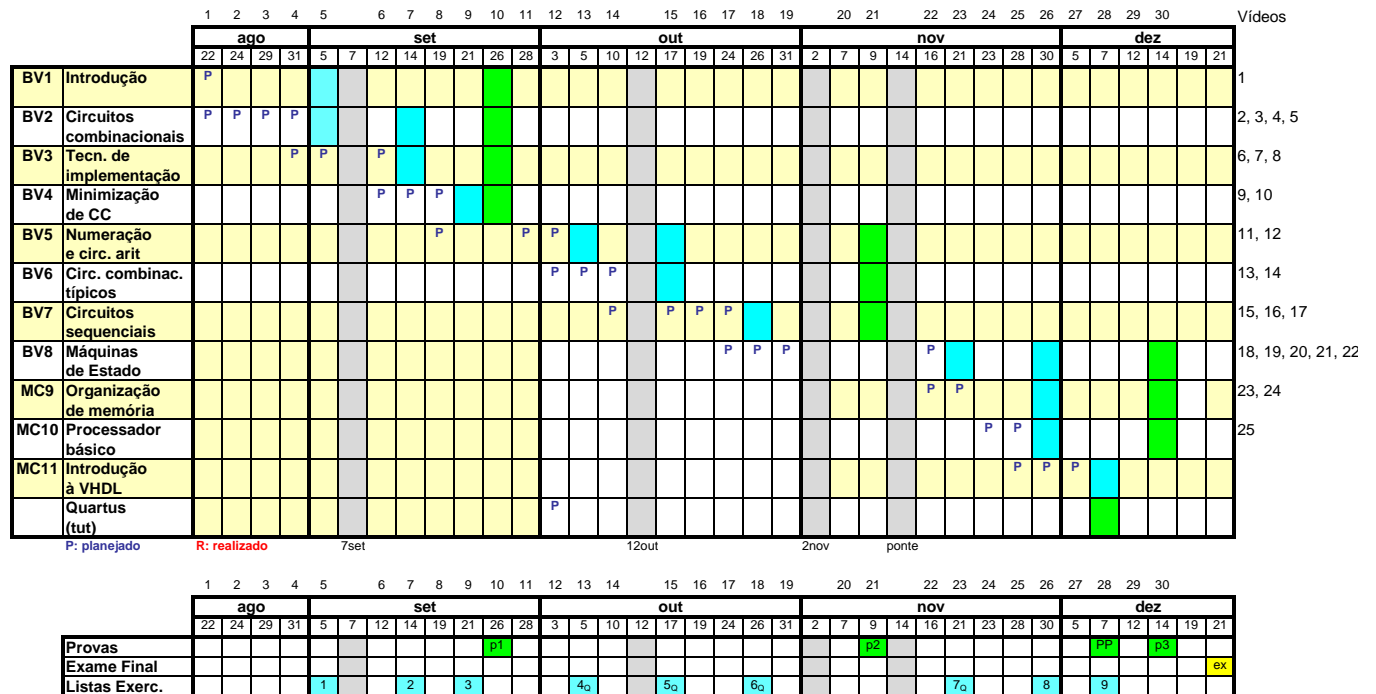 1 2 3 4 5 6 7 8 9 10 11 12 13 14 15 16 17 18 19 20 21 22 23 24 25 26 27 28 29 30 Vídeos
ago set out nov dez
22 24 29 31 5 7 12 14 19 21 26 28 3 5 10 12 17 19 24 26 31 2 7 9 14 16 21 23 28 30 5 7 12 14 19 21
BV1 Introdução P 1
BV2 Circuitos P P P P 2, 3, 4, 5
combinacionais
BV3 Tecn. de P P P 6, 7, 8
implementação
BV4 Minimização P P P 9, 10
de CC
BV5 Numeração P P P 11, 12
e circ. arit
BV6 Circ. combinac. P P P 13, 14
típicos
BV7 Circuitos P P P P 15, 16, 17
sequenciais
BV8 Máquinas P P P P 18, 19, 20, 21, 22
de Estado
MC9 Organização P P 23, 24
de memória
MC10 Processador P P 25
básico
MC11 Introdução P P P
à VHDL
Quartus P
(tut)
P: planejado R: realizado 7set 12out 2nov ponte
1 2 3 4 5 6 7 8 9 10 11 12 13 14 15 16 17 18 19 20 21 22 23 24 25 26 27 28 29 30
ago set out nov dez
22 24 29 31 5 7 12 14 19 21 26 28 3 5 10 12 17 19 24 26 31 2 7 9 14 16 21 23 28 30 5 7 12 14 19 21
Provas p1 p2 PP p3
Exame Final ex
Listas Exerc. 1 2 3 4Q 5Q 6Q 7Q 8 9